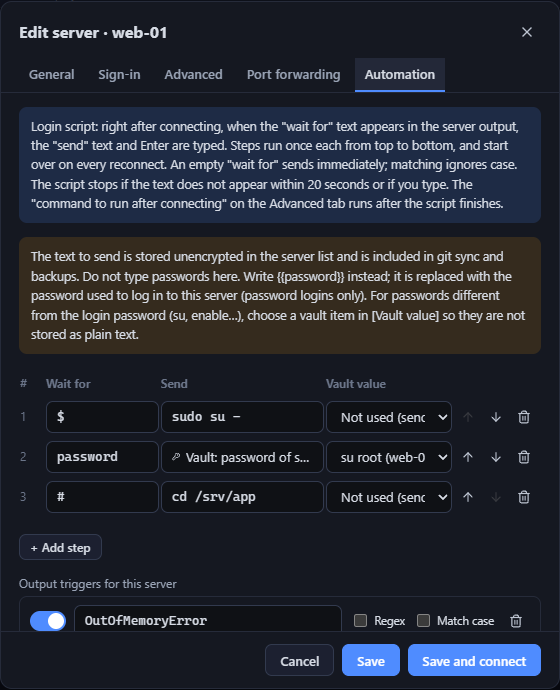 Edit server · web-01
General Sign-in Advanced Port forwarding Automation
Login script: right after connecting, when the "wait for" text appears in the server output,
the "send" text and Enter are typed. Steps run once each from top to bottom, and start
over on every reconnect. An empty "wait for" sends immediately; matching ignores case.
The script stops if the text does not appear within 20 seconds or if you type. The
"command to run after connecting" on the Advanced tab runs after the script finishes.
The text to send is stored unencrypted in the server list and is included in git sync and
backups. Do not type passwords here. Write {{password}} instead; it is replaced with the
password used to log in to this server (password logins only). For passwords different
from the login password (su, enable...), choose a vault item in [Vault value] so they are not
stored as plain text.
# Wait for Send Vault value
1 $ sudo su - Not used (senc
2 password Vault: password of s... su root (web-0
3 # cd /srv/app Not used (senc
+ Add step
Output triggers for this server
OutOfMemoryError Regex Match case
Cancel Save Save and connect